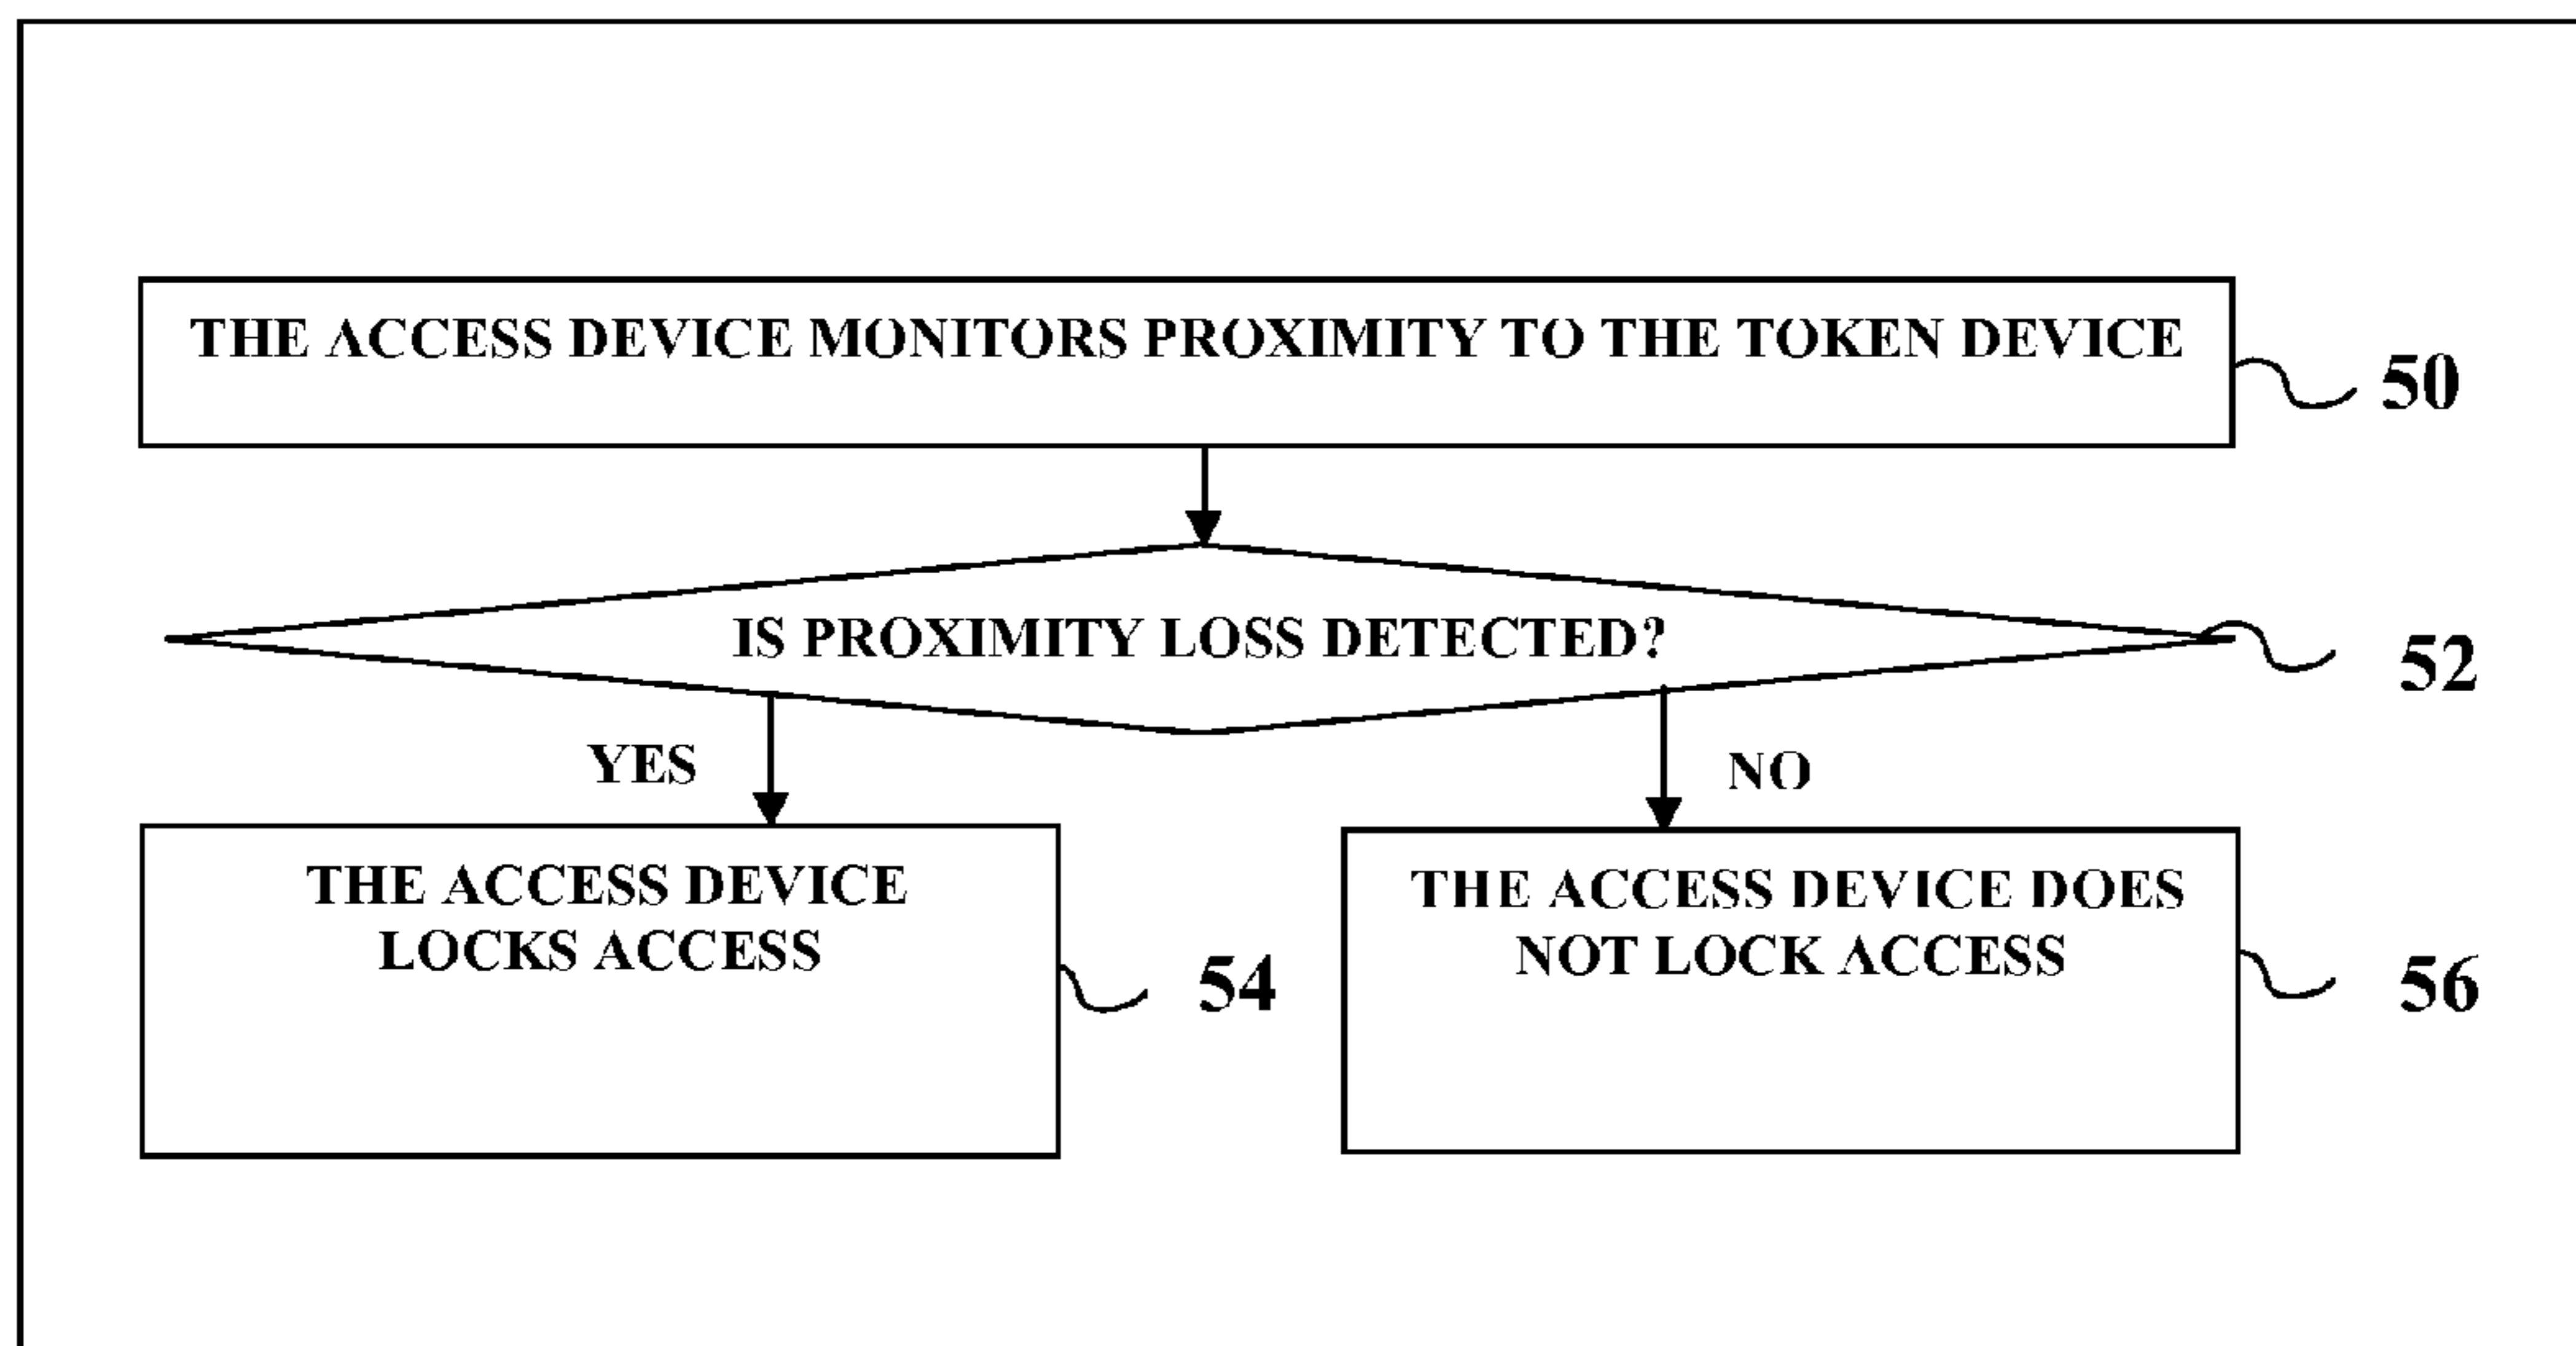 THE ACCESS DEVICE MONITORS PROXIMITY TO THE TOKEN DEVICE
50
IS PROXIMITY LOSS DETECTED?
52
YES
NO
THE ACCESS DEVICE
LOCKS ACCESS
54
THE ACCESS DEVICE DOES
NOT LOCK ACCESS
56